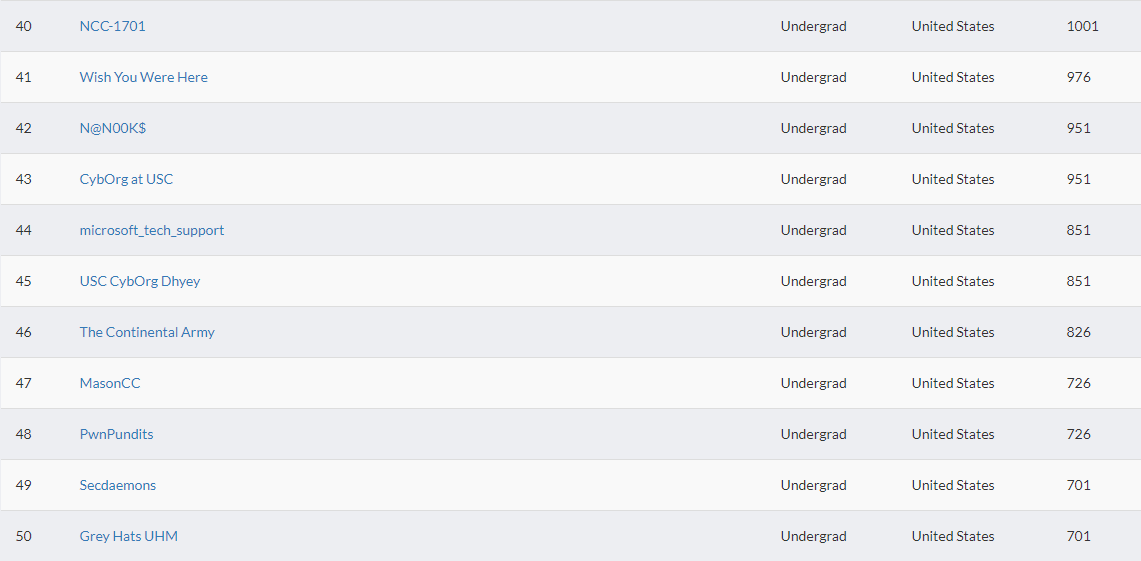 40 NCC-1701 Undergrad United States 1001
41 Wish You Were Here Undergrad United States 976
42 N@N00K$ Undergrad United States 951
43 CybOrg at USC Undergrad United States 951
44 microsoft_tech_support Undergrad United States 851
45 USC CybOrg Dhyey Undergrad United States 851
46 The Continental Army Undergrad United States 826
47 MasonCC Undergrad United States 726
48 PwnPundits Undergrad United States 726
49 Secdaemons Undergrad United States 701
50 Grey Hats UHM Undergrad United States 701